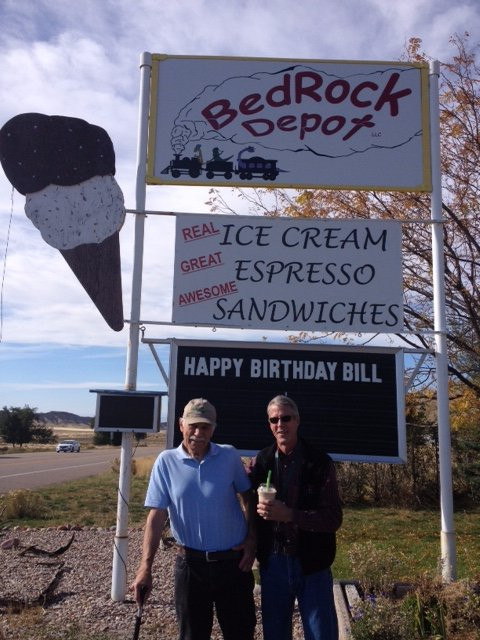 BedRock
Depot LLC
REAL ICE CREAM
GREAT ESPRESSO
AWESOME SANDWICHES
HAPPY BIRTHDAY BILL